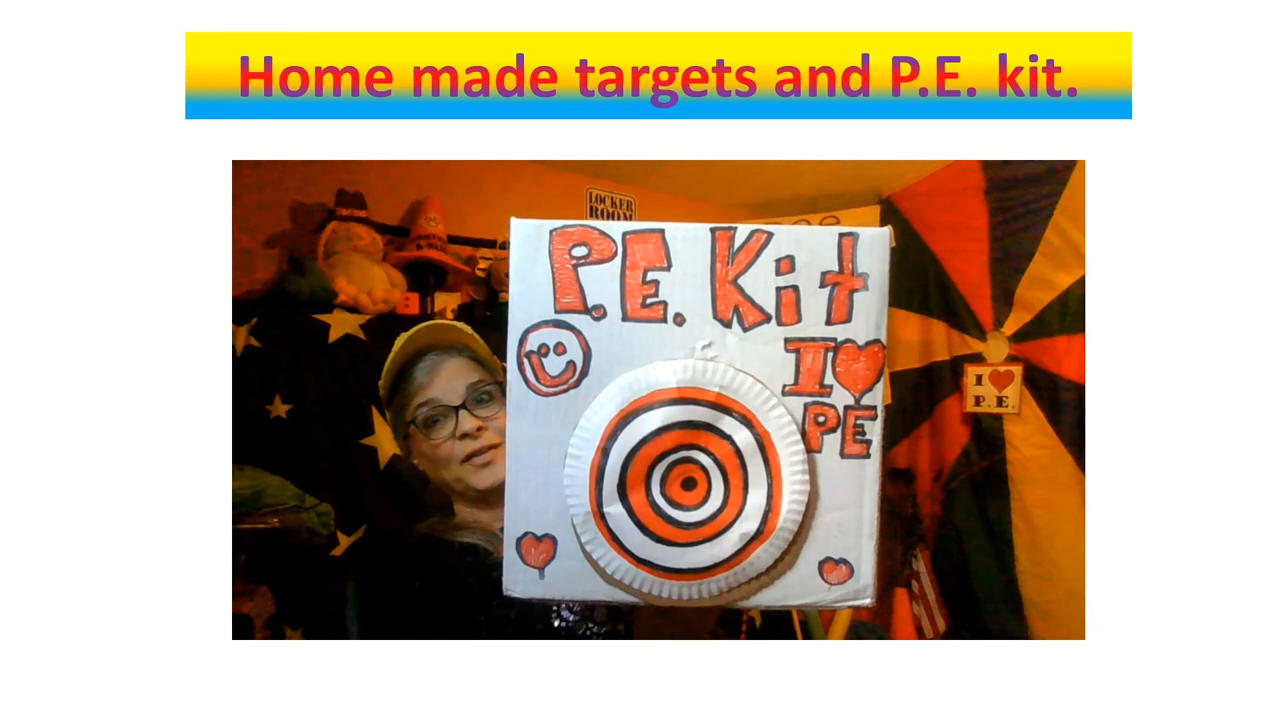 Home made targets and P.E. kit.
LOCKER
ROOM
P.E. Kit
I ❤
PE
I ❤
P.E.